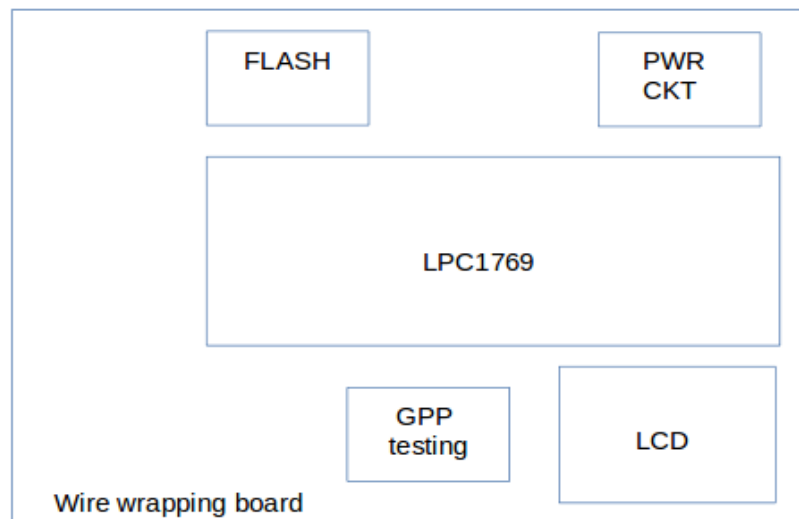 FLASH
PWR
CKT
LPC1769
GPP
testing
LCD
Wire wrapping board